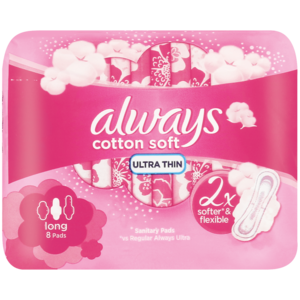 always
cotton soft
ULTRA THIN
2x
softer* &
flexible
long
8 Pads
Sanitary Pads
*vs Regular Always Ultra